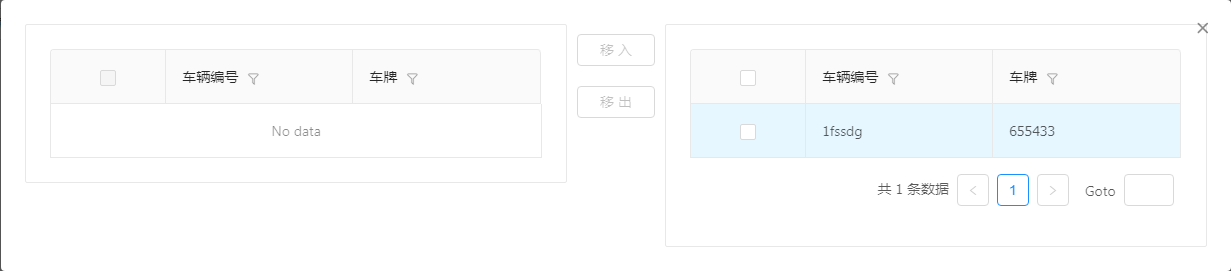 车辆编号 车牌
No data
移 入
移 出
车辆编号 车牌
1fssdg 655433
共 1 条数据 < 1 > Goto